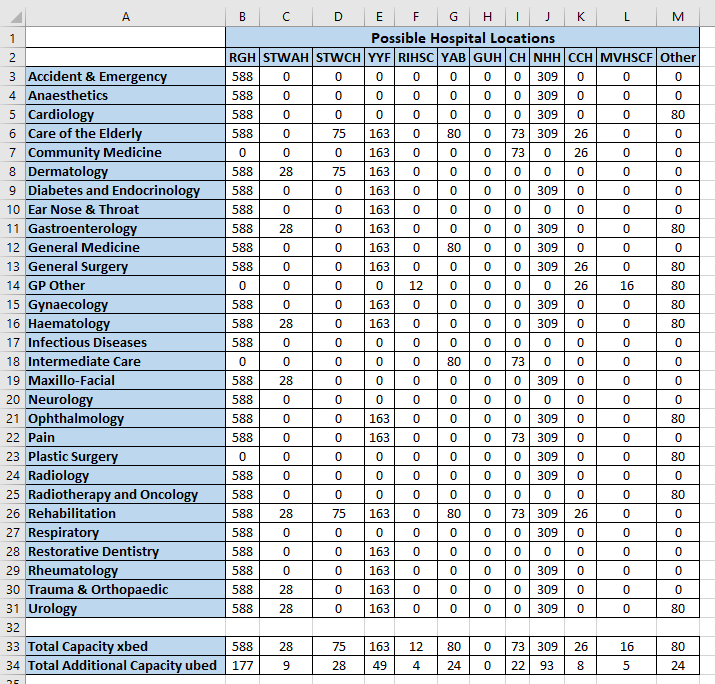 A B C D E F G H I J K L M
1 Possible Hospital Locations
2 RGH STWAH STWCH YYF RIHSC YAB GUH CH NHH CCH MVHSCF Other
3 Accident & Emergency 588 0 0 0 0 0 0 0 309 0 0 0
4 Anaesthetics 588 0 0 0 0 0 0 0 309 0 0 0
5 Cardiology 588 0 0 0 0 0 0 0 309 0 0 80
6 Care of the Elderly 588 0 75 163 0 80 0 73 309 26 0 0
7 Community Medicine 0 0 0 163 0 0 0 73 0 26 0 0
8 Dermatology 588 28 75 163 0 0 0 0 0 0 0 0
9 Diabetes and Endocrinology 588 0 0 163 0 0 0 0 309 0 0 0
10 Ear Nose & Throat 588 0 0 163 0 0 0 0 0 0 0 0
11 Gastroenterology 588 28 0 163 0 0 0 0 309 0 0 80
12 General Medicine 588 0 0 163 0 80 0 0 309 0 0 0
13 General Surgery 588 0 0 163 0 0 0 0 309 26 0 80
14 GP Other 0 0 0 0 12 0 0 0 0 26 16 80
15 Gynaecology 588 0 0 163 0 0 0 0 309 0 0 80
16 Haematology 588 28 0 163 0 0 0 0 309 0 0 80
17 Infectious Diseases 588 0 0 0 0 0 0 0 0 0 0 0
18 Intermediate Care 0 0 0 0 0 80 0 73 0 0 0 0
19 Maxillo-Facial 588 28 0 0 0 0 0 0 309 0 0 0
20 Neurology 588 0 0 0 0 0 0 0 0 0 0 0
21 Ophthalmology 588 0 0 163 0 0 0 0 309 0 0 80
22 Pain 588 0 0 163 0 0 0 73 309 0 0 0
23 Plastic Surgery 0 0 0 0 0 0 0 0 309 0 0 80
24 Radiology 588 0 0 0 0 0 0 0 309 0 0 0
25 Radiotherapy and Oncology 588 0 0 0 0 0 0 0 0 0 0 80
26 Rehabilitation 588 28 75 163 0 80 0 73 309 26 0 0
27 Respiratory 588 0 0 0 0 0 0 0 309 0 0 0
28 Restorative Dentistry 588 0 0 163 0 0 0 0 0 0 0 0
29 Rheumatology 588 0 0 163 0 0 0 0 309 0 0 0
30 Trauma & Orthopaedic 588 28 0 163 0 0 0 0 309 0 0 0
31 Urology 588 28 0 163 0 0 0 0 309 0 0 80
32
33 Total Capacity xbed 588 28 75 163 12 80 0 73 309 26 16 80
34 Total Additional Capacity ubed 177 9 28 49 4 24 0 22 93 8 5 24